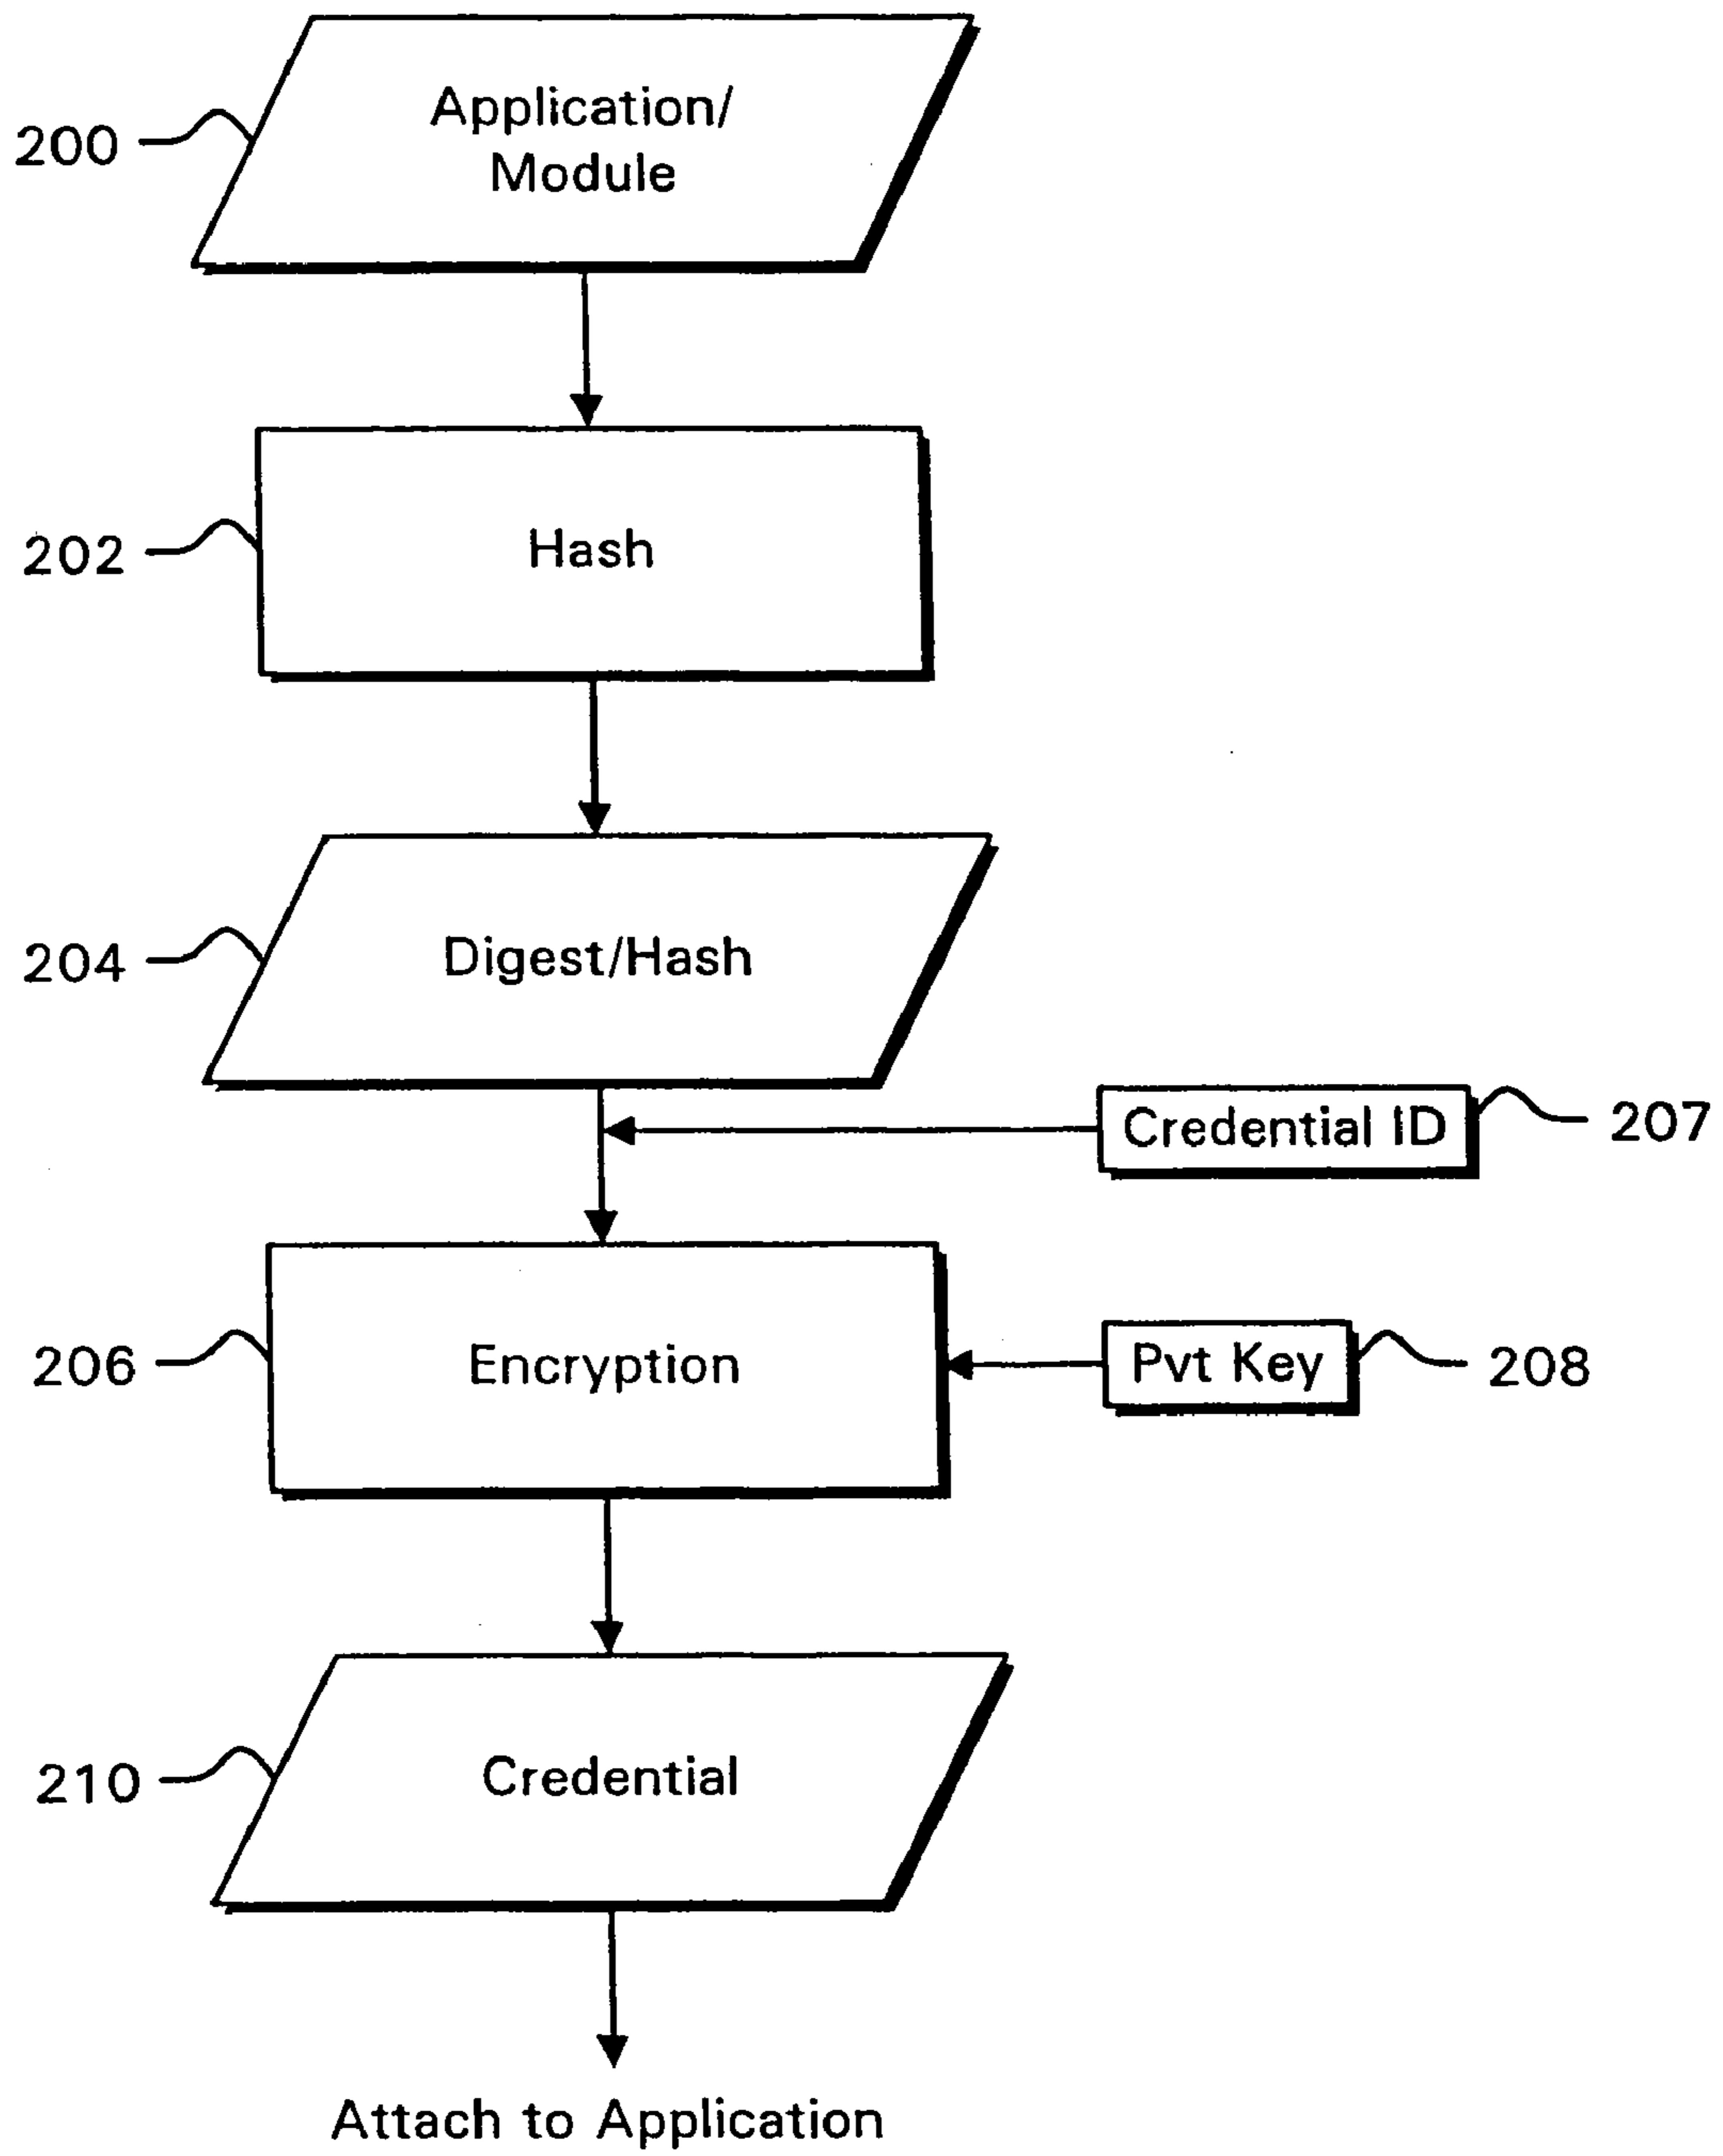 200
Application/
Module
202
Hash
204
Digest/Hash
Credential ID
207
206
Encryption
Pvt Key
208
210
Credential
Attach to Application